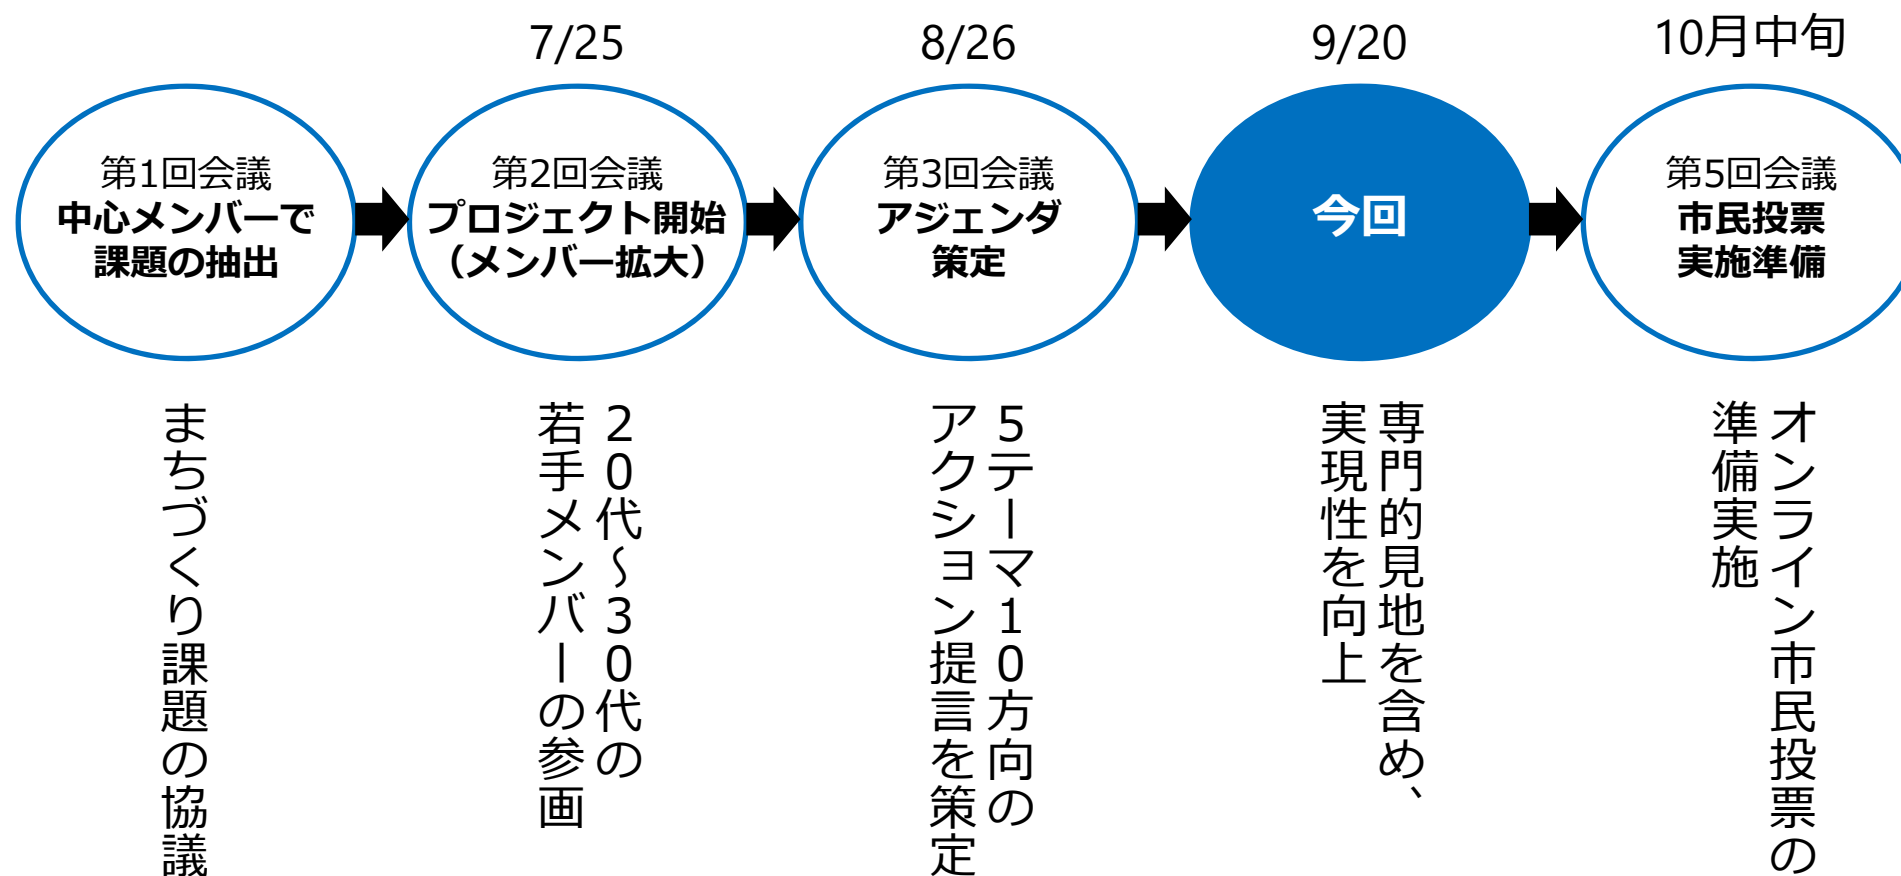 7/25
8/26
9/20
10月中旬
第1回会議
中心メンバーで
課題の抽出
第2回会議
プロジェクト開始
（メンバー拡大）
第3回会議
アジェンダ
策定
今回
第5回会議
市民投票
実施準備
まちづくり課題の協議
２０代～３０代の
若手メンバーの参画
５テーマ１０方向の
アクション提言を策定
専門的見地を含め、
実現性を向上
オンライン市民投票の
準備実施